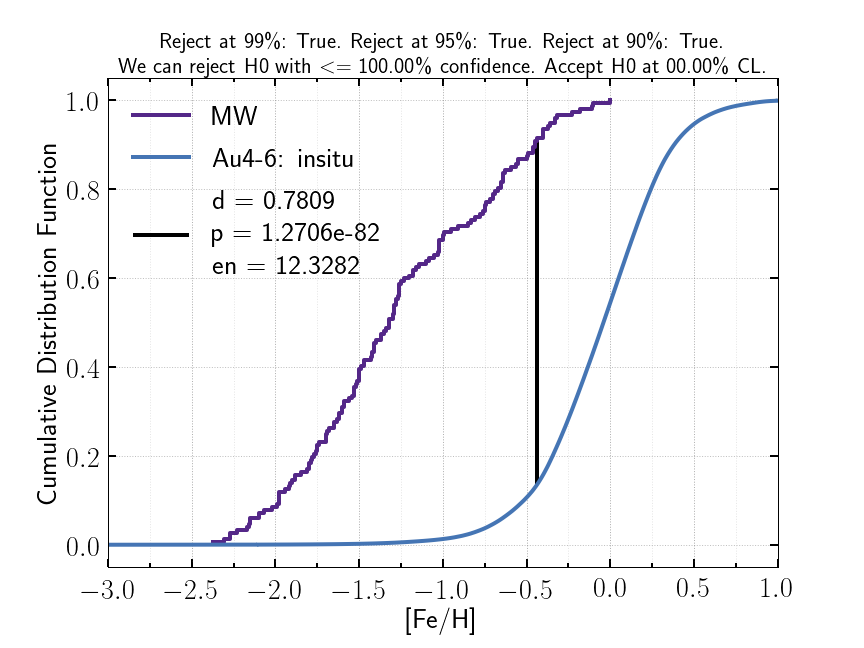 Reject at 99%: True. Reject at 95%: True. Reject at 90%: True.
We can reject H0 with <= 100.00% confidence. Accept H0 at 00.00% CL.
MW
Au4-6: insitu
d = 0.7809
p = 1.2706e-82
en = 12.3282
Cumulative Distribution Function
1.0
0.8
0.6
0.4
0.2
0.0
−3.0 −2.5 −2.0 −1.5 −1.0 −0.5 0.0 0.5 1.0
[Fe/H]